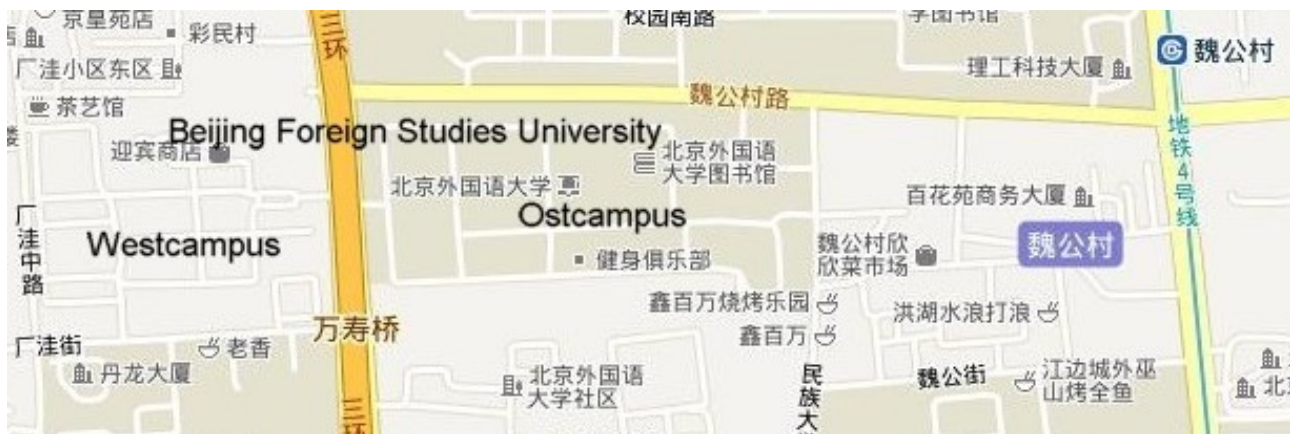 京皇苑店
彩民村
三环
校园南路
学图书馆
店
厂洼小区东区
理工科技大厦
魏公村
茶艺馆
魏公村路
楼
Beijing Foreign Studies University
迎宾商店
地铁4号线
北京外国语
大学图书馆
北京外国语大学
百花苑商务大厦
厂洼中路
Westcampus
Ostcampus
魏公村欣
欣菜市场
魏公村
健身俱乐部
鑫百万烧烤乐园
洪湖水浪打浪
万寿桥
鑫百万
厂洼街
老香
丹龙大厦
北京外国语
大学社区
民族大
魏公街
江边城外巫
山烤全鱼
三环
北